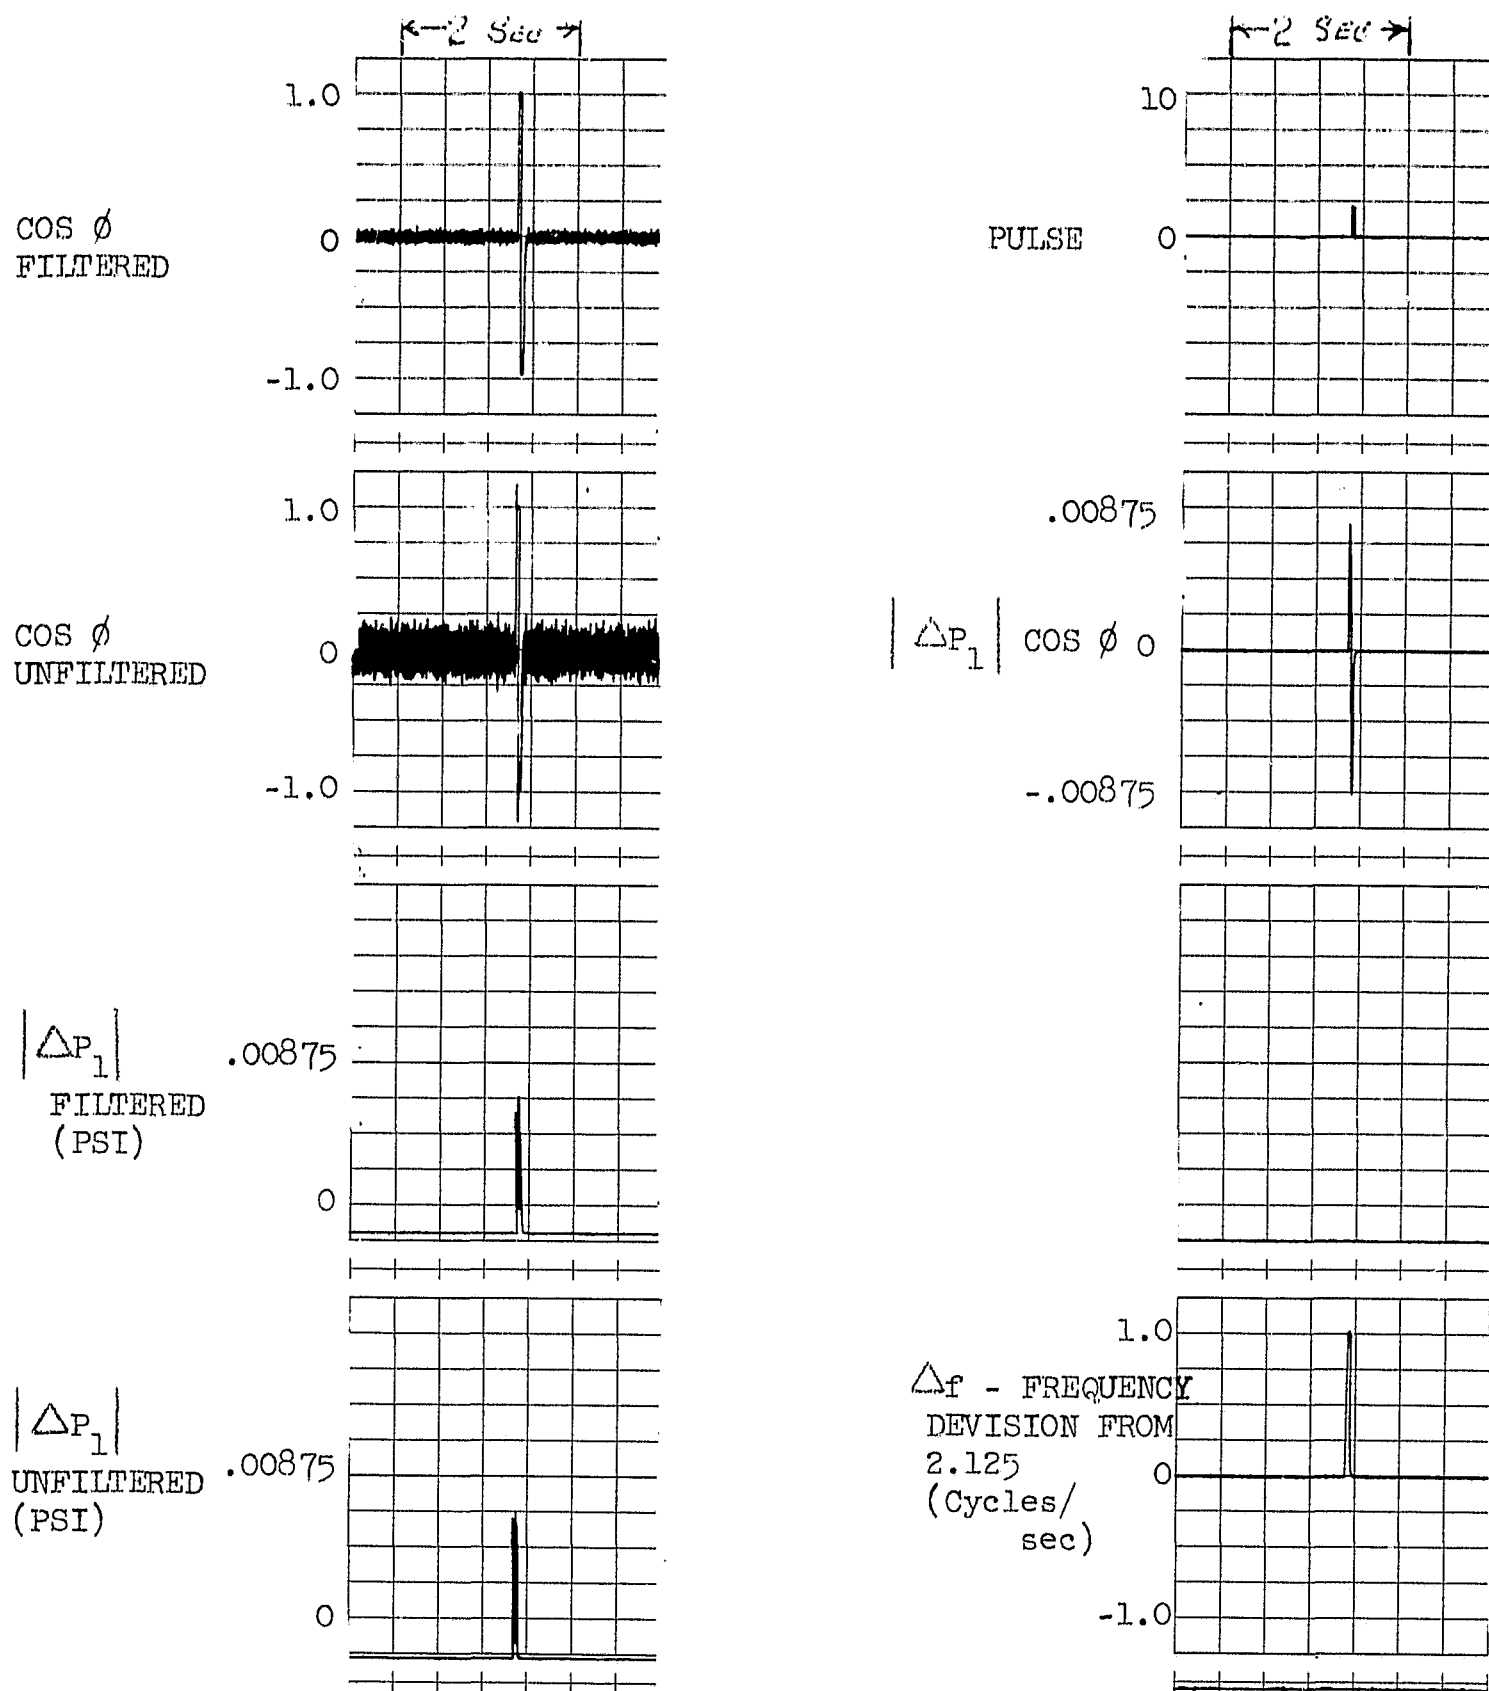 2 SEC
1.0
COS ø
FILTERED
0
-1.0
1.0
COS ø
UNFILTERED
0
-1.0
|△P1|
FILTERED
(PSI)
.00875
0
|△P1|
UNFILTERED
(PSI)
.00875
0
2 SEC
10
PULSE 0
.00875
|△P1| COS ø 0
-.00875
1.0
△f - FREQUENCY
DEVISION FROM
2.125
(Cycles/
sec)
0
-1.0